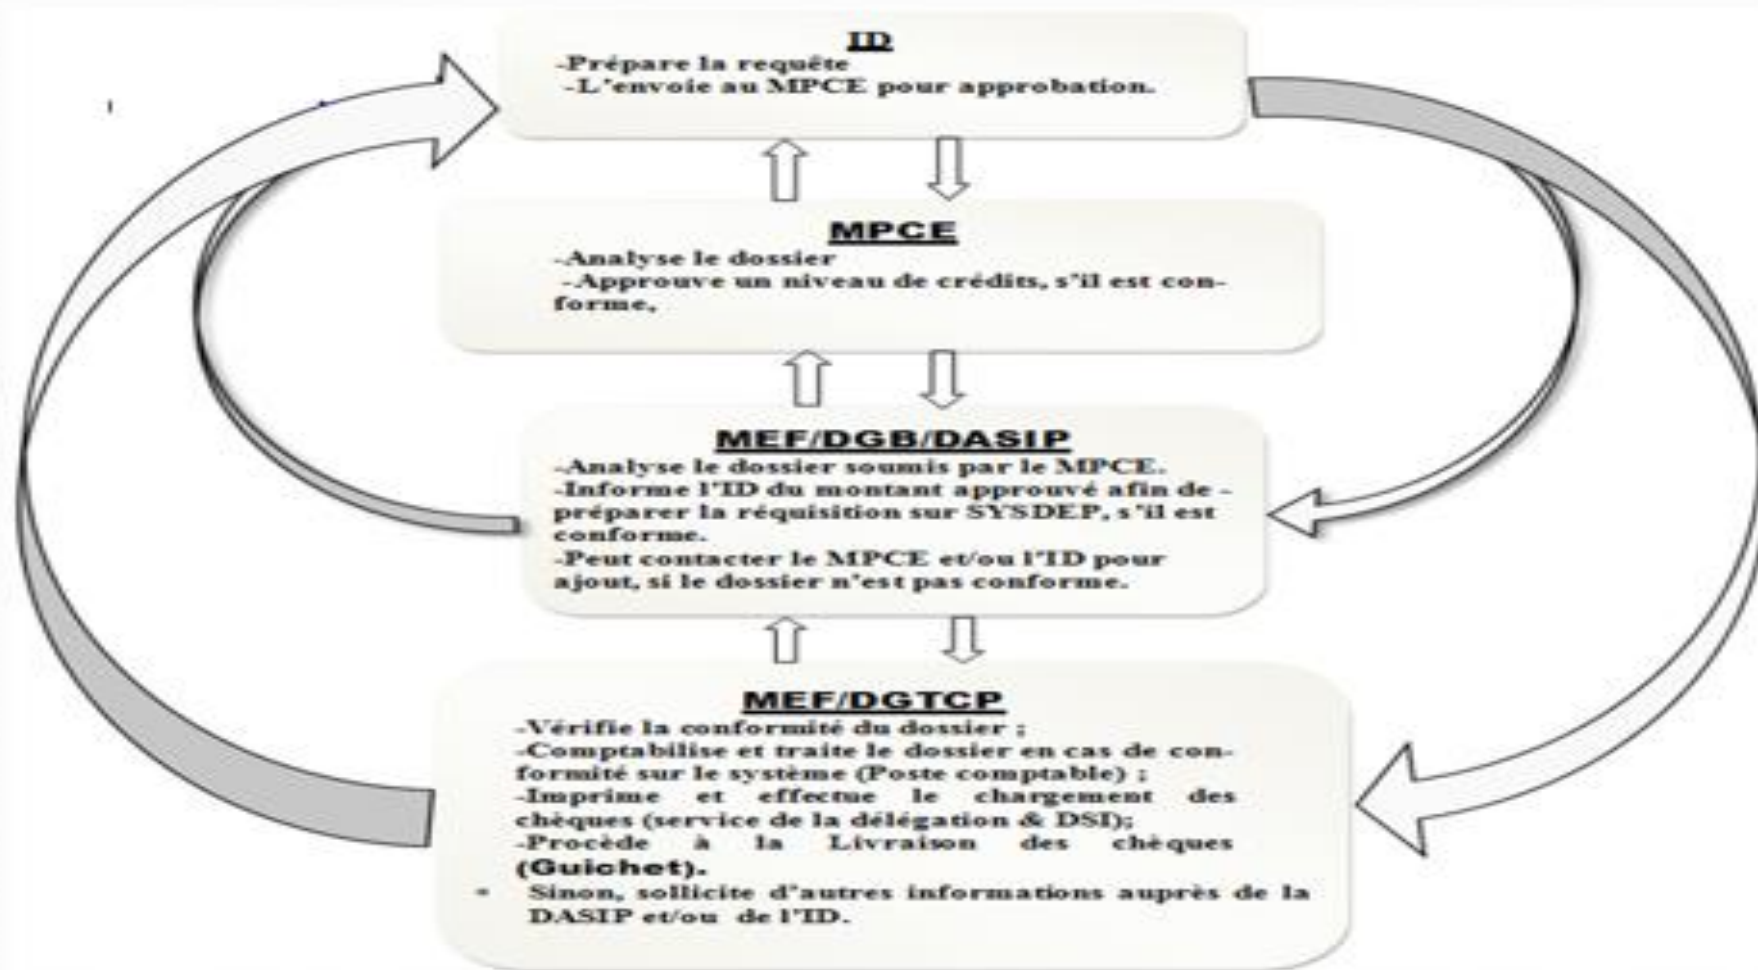 ID
-Prépare la requête
-L'envoie au MPCE pour approbation.
MPCE
-Analyse le dossier
-Approuve un niveau de crédits, s'il est con-
forme,
MEF/DGB/DASIP
-Analyse le dossier soumis par le MPCE.
-Informe l'ID du montant approuvé afin de -
préparer la réquisition sur SYSDEP, s'il est
conforme.
-Peut contacter le MPCE et/ou l'ID pour
ajout, si le dossier n'est pas conforme.
MEF/DGTCP
-Vérifie la conformité du dossier ;
-Comptabilise et traite le dossier en cas de con-
formité sur le système (Poste comptable) ;
-Imprime et effectue le chargement des
chèques (service de la délégation & DSI);
-Procède à la Livraison des chèques
(Guichet).
• Sinon, sollicite d'autres informations auprès de la
DASIP et/ou de l'ID.